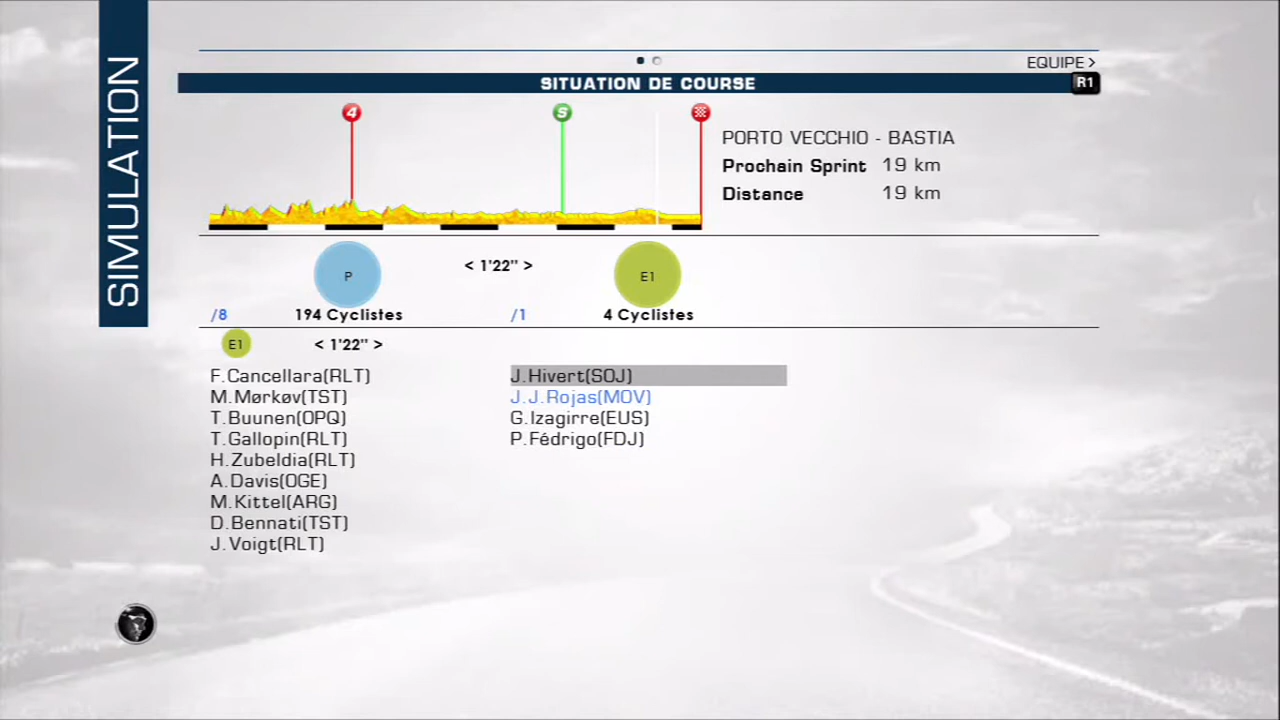 SIMULATION
EQUIPE >
SITUATION DE COURSE
R1
4
S
PORTO VECCHIO - BASTIA
Prochain Sprint 19 km
Distance 19 km
P
< 1'22'' >
E1
/8 194 Cyclistes
/1 4 Cyclistes
E1 < 1'22'' >
F.Cancellara(RLT)
M.Mørkøv(TST)
T.Buunen(OPQ)
T.Gallopin(RLT)
H.Zubeldia(RLT)
A.Davis(OGE)
M.Kittel(ARG)
D.Bennati(TST)
J.Voigt(RLT)
J.Hivert(SOJ)
J.J.Rojas(MOV)
G.Izagirre(EUS)
P.Fédrigo(FDJ)